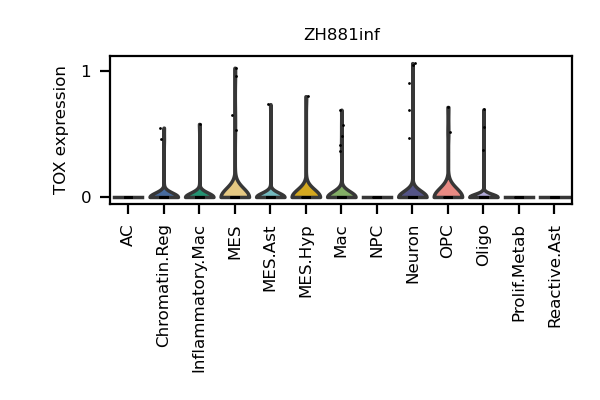 ZH881inf
TOX expression
1
0
AC
Chromatin.Reg
Inflammatory.Mac
MES
MES.Ast
MES.Hyp
Mac
NPC
Neuron
OPC
Oligo
Prolif.Metab
Reactive.Ast